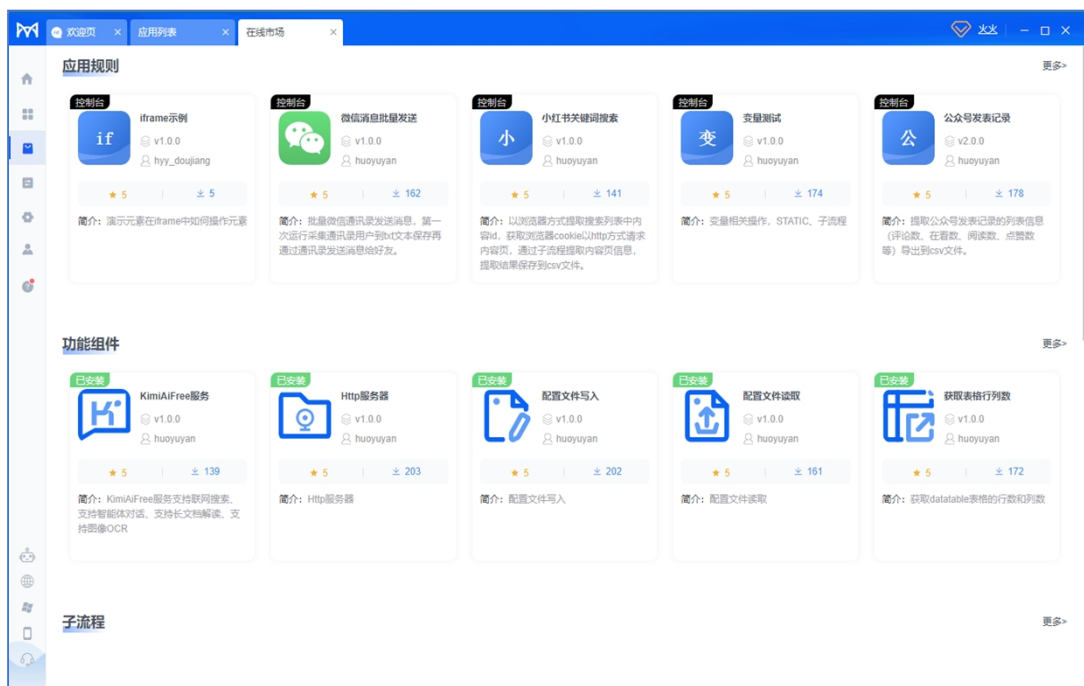 欢迎页 ×
应用列表 ×
在线市场 ×
火火
应用规则
更多>
控制台
if
iframe示例
v1.0.0
hyy_doujiang
5
5
简介：演示元素在iframe中如何操作元素
控制台
微信消息批量发送
v1.0.0
huoyuyan
5
162
简介：批量微信通讯录发送消息。第一
次运行采集通讯录用户到txt文本保存再
通过通讯录发送消息给好友。
控制台
小
小红书关键词搜索
v1.0.0
huoyuyan
5
141
简介：以浏览器方式提取搜索列表中内
容id，获取浏览器cookie以http方式请求
内容页，通过子流程提取内容页信息，
提取结果保存到csv文件。
控制台
变
变量测试
v1.0.0
huoyuyan
5
174
简介：变量相关操作，STATIC、子流程
控制台
公
公众号发表记录
v2.0.0
huoyuyan
5
178
简介：提取公众号发表记录的列表信息
（评论数、在看数、阅读数、点赞数
等）导出到csv文件。
功能组件
更多>
已安装
KimiAiFree服务
v1.0.0
huoyuyan
5
139
简介：KimiAiFree服务支持联网搜索、
支持智能体对话、支持长文档解读、支
持图像OCR
已安装
Http服务器
v1.0.0
huoyuyan
5
203
简介：Http服务器
已安装
配置文件写入
v1.0.0
huoyuyan
5
202
简介：配置文件写入
已安装
配置文件读取
v1.0.0
huoyuyan
5
161
简介：配置文件读取
已安装
获取表格行列数
v1.0.0
huoyuyan
5
172
简介：获取datatable表格的行数和列数
子流程
更多>